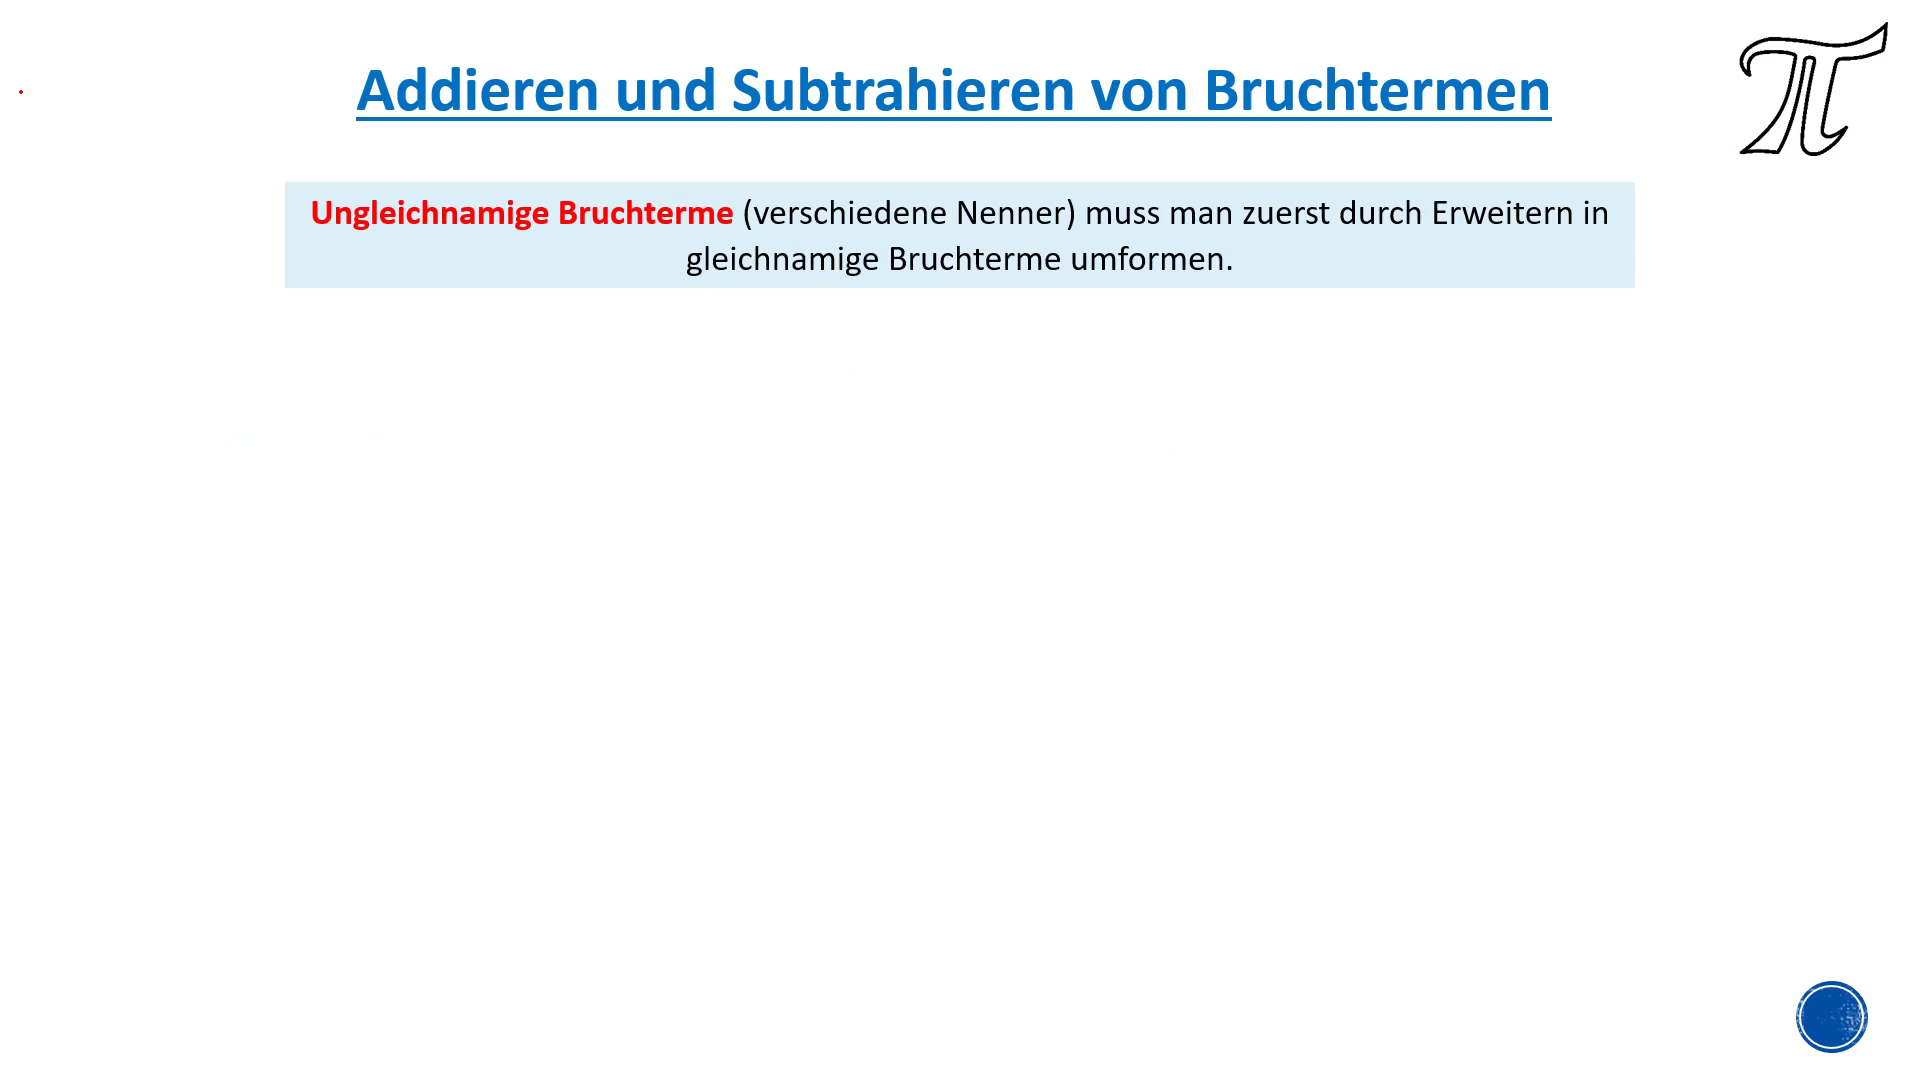 Addieren und Subtrahieren von Bruchtermen
Ungleichnamige Bruchterme (verschiedene Nenner) muss man zuerst durch Erweitern in
gleichnamige Bruchterme umformen.